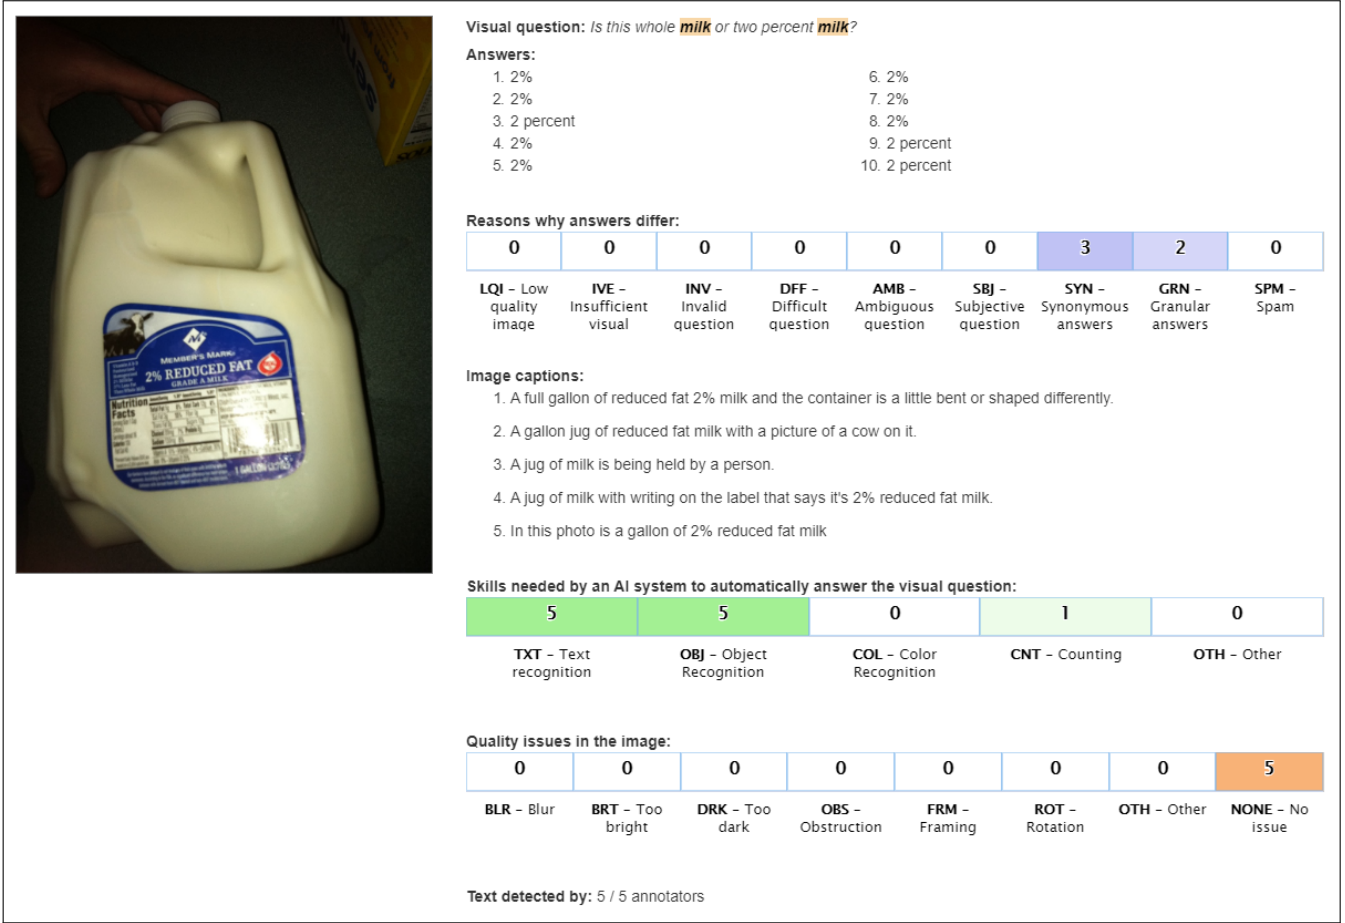 Visual question: Is this whole milk or two percent milk?
Answers:
1. 2%
2. 2%
3. 2 percent
4. 2%
5. 2%
6. 2%
7. 2%
8. 2%
9. 2 percent
10. 2 percent
Reasons why answers differ:
0 0 0 0 0 0 3 2 0
LQI – Low quality image
IVE – Insufficient visual
INV – Invalid question
DFF – Difficult question
AMB – Ambiguous question
SBJ – Subjective question
SYN – Synonymous answers
GRN – Granular answers
SPM – Spam
Image captions:
1. A full gallon of reduced fat 2% milk and the container is a little bent or shaped differently.
2. A gallon jug of reduced fat milk with a picture of a cow on it.
3. A jug of milk is being held by a person.
4. A jug of milk with writing on the label that says it's 2% reduced fat milk.
5. In this photo is a gallon of 2% reduced fat milk
Skills needed by an AI system to automatically answer the visual question:
5 5 0 1 0
TXT – Text recognition
OBJ – Object Recognition
COL – Color Recognition
CNT – Counting
OTH – Other
Quality issues in the image:
0 0 0 0 0 0 0 5
BLR – Blur
BRT – Too bright
DRK – Too dark
OBS – Obstruction
FRM – Framing
ROT – Rotation
OTH – Other
NONE – No issue
Text detected by: 5 / 5 annotators
MEMBER'S MARK
2% REDUCED FAT
GRADE A MILK
Nutrition
Facts
1 GALLON